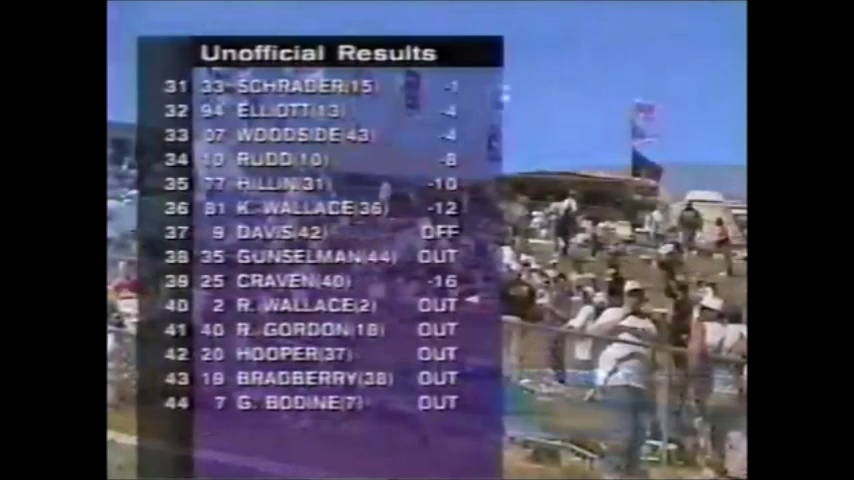 Unofficial Results
31 33 SCHRADER(15) -1
32 94 ELLIOTT(13) -4
33 07 WOODSIDE(43) -4
34 10 RUDD(10) -8
35 77 HILLIN(31) -10
36 81 K. WALLACE(36) -12
37 9 DAVIS(42) OFF
38 35 GUNSELMAN(44) OUT
39 25 CRAVEN(40) -16
40 2 R. WALLACE(2) OUT
41 40 R. GORDON(18) OUT
42 20 HOOPER(37) OUT
43 19 BRADBERRY(38) OUT
44 7 G. BODINE(7) OUT